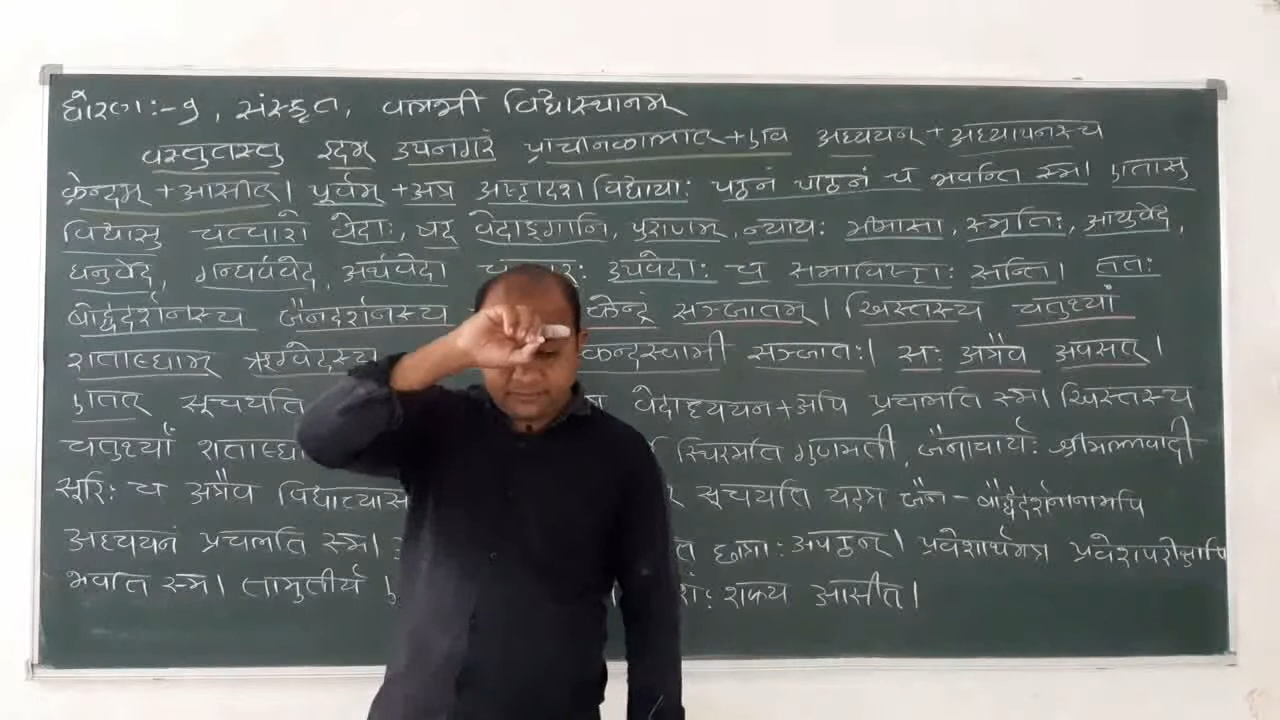 धोरण:-9, संस्कृत, वलभी विद्यास्थानम्
वस्तुतस्तु इदम् उपनगरं प्राचीनकालात्+एव अध्ययन+अध्यापनस्य
केन्द्रम्+आसीत्। पूर्वम्+अत्र अष्टादश विद्यायाः पठनं पाठनं च भवन्ति स्म। एतासु
विद्यासु चत्वारो वेदाः, षट् वेदाङ्गानि, पुराणम्, न्यायः मीमांसा, स्मृतिः, आयुर्वेद,
धनुर्वेद, गन्धर्ववेद, अर्थवेदा उपवेदाः च समाविष्टाः सन्ति। ततः
बौद्धदर्शनस्य जैनदर्शनस्य केन्द्रं सञ्जातम्। ख्रिस्तस्य चतुर्थ्यां
शताब्द्याम् ऋग्वेदस्य कन्दस्वामी सञ्जातः। सः अत्रैव अवसत्।
एतत् सूचयति वेदाध्ययन+अपि प्रचलति स्म। ख्रिस्तस्य
चतुर्थ्यां शताब्द्या स्थिरमति गुणमती, जैनाचार्यः श्रीमल्लवादी
सूरिः च अत्रैव विद्याभ्यास सूचयति यदत्र जैन-बौद्धदर्शनानामपि
अध्ययनं प्रचलति स्म। छात्राः अपठन्। प्रवेशार्थमत्र प्रवेशपरीक्षापि
भवति स्म। तामुतीर्य शक्य आसीत।